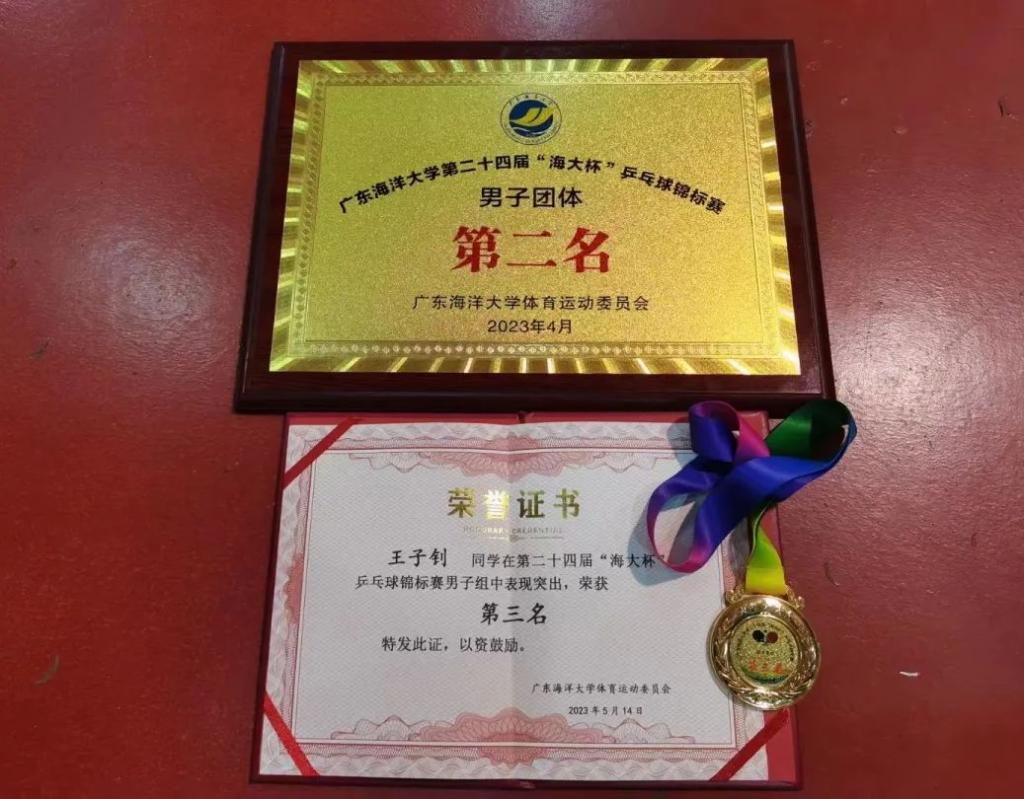 广东海洋大学第二十四届“海大杯”乒乓球锦标赛
男子团体
第二名
广东海洋大学体育运动委员会
2023年4月
荣誉证书
王子钊 同学在第二十四届“海大杯”
乒乓球锦标赛男子组中表现突出，荣获
第三名
特发此证，以资鼓励。
广东海洋大学体育运动委员会
2023年5月14日